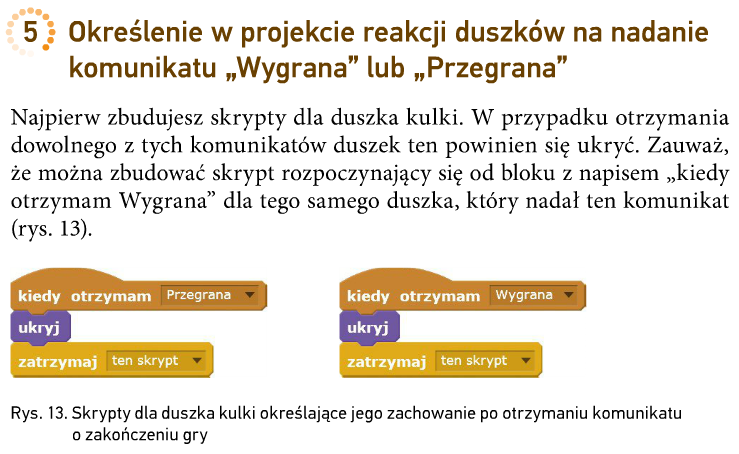 5 Określenie w projekcie reakcji duszków na nadanie
komunikatu „Wygrana” lub „Przegrana”
Najpierw zbudujesz skrypty dla duszka kulki. W przypadku otrzymania
dowolnego z tych komunikatów duszek ten powinien się ukryć. Zauważ,
że można zbudować skrypt rozpoczynający się od bloku z napisem „kiedy
otrzymam Wygrana” dla tego samego duszka, który nadał ten komunikat
(rys. 13).
kiedy otrzymam Przegrana
ukryj
zatrzymaj ten skrypt
kiedy otrzymam Wygrana
ukryj
zatrzymaj ten skrypt
Rys. 13. Skrypty dla duszka kulki określające jego zachowanie po otrzymaniu komunikatu
o zakończeniu gry